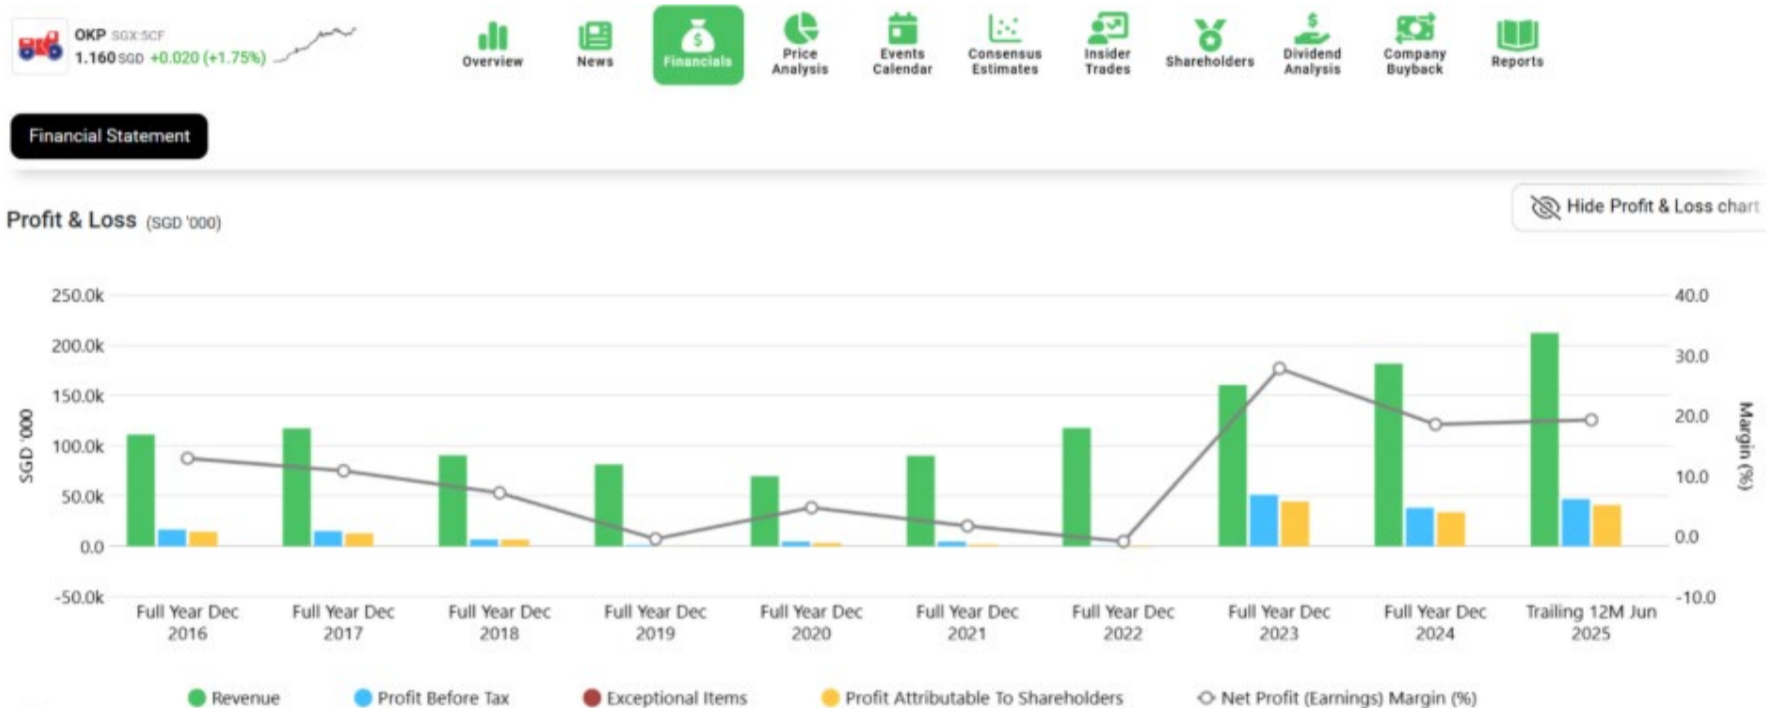 OKP SGX:5CF
1.160 SGD +0.020 (+1.75%)
Overview
News
Financials
Price
Analysis
Events
Calendar
Consensus
Estimates
Insider
Trades
Shareholders
Dividend
Analysis
Company
Buyback
Reports
Financial Statement
Profit & Loss (SGD '000)
Hide Profit & Loss chart
250.0k
200.0k
150.0k
100.0k
50.0k
0.0
-50.0k
SGD '000
40.0
30.0
20.0
10.0
0.0
-10.0
Margin (%)
Full Year Dec
2016
Full Year Dec
2017
Full Year Dec
2018
Full Year Dec
2019
Full Year Dec
2020
Full Year Dec
2021
Full Year Dec
2022
Full Year Dec
2023
Full Year Dec
2024
Trailing 12M Jun
2025
Revenue
Profit Before Tax
Exceptional Items
Profit Attributable To Shareholders
Net Profit (Earnings) Margin (%)